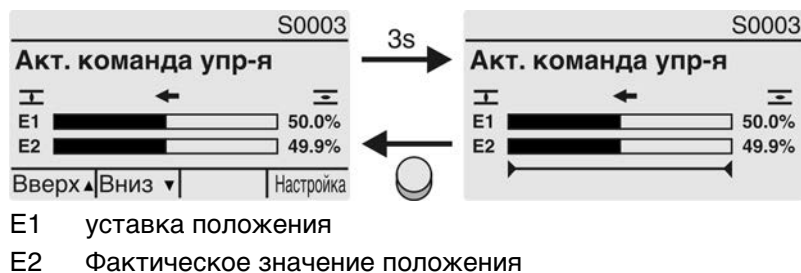 S0003
Акт. команда упр-я
E1 50.0%
E2 49.9%
Вверх▲ Вниз ▼ Настройка
3s
S0003
Акт. команда упр-я
E1 50.0%
E2 49.9%
E1 уставка положения
E2 Фактическое значение положения